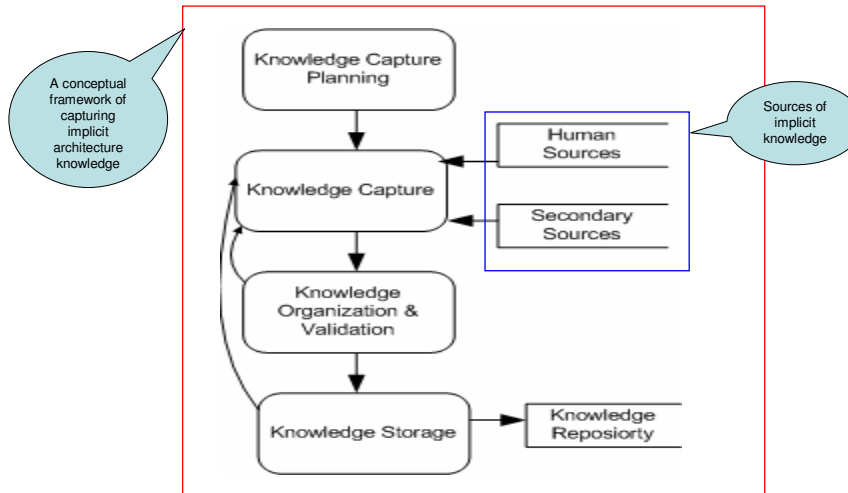 Knowledge Capture
Planning
A conceptual
framework of
capturing
implicit
architecture
knowledge
Sources of
implicit
knowledge
Human
Sources
Knowledge Capture
Secondary
Sources
Knowledge
Organization &
Validation
Knowledge Storage
Knowledge
Reposiorty